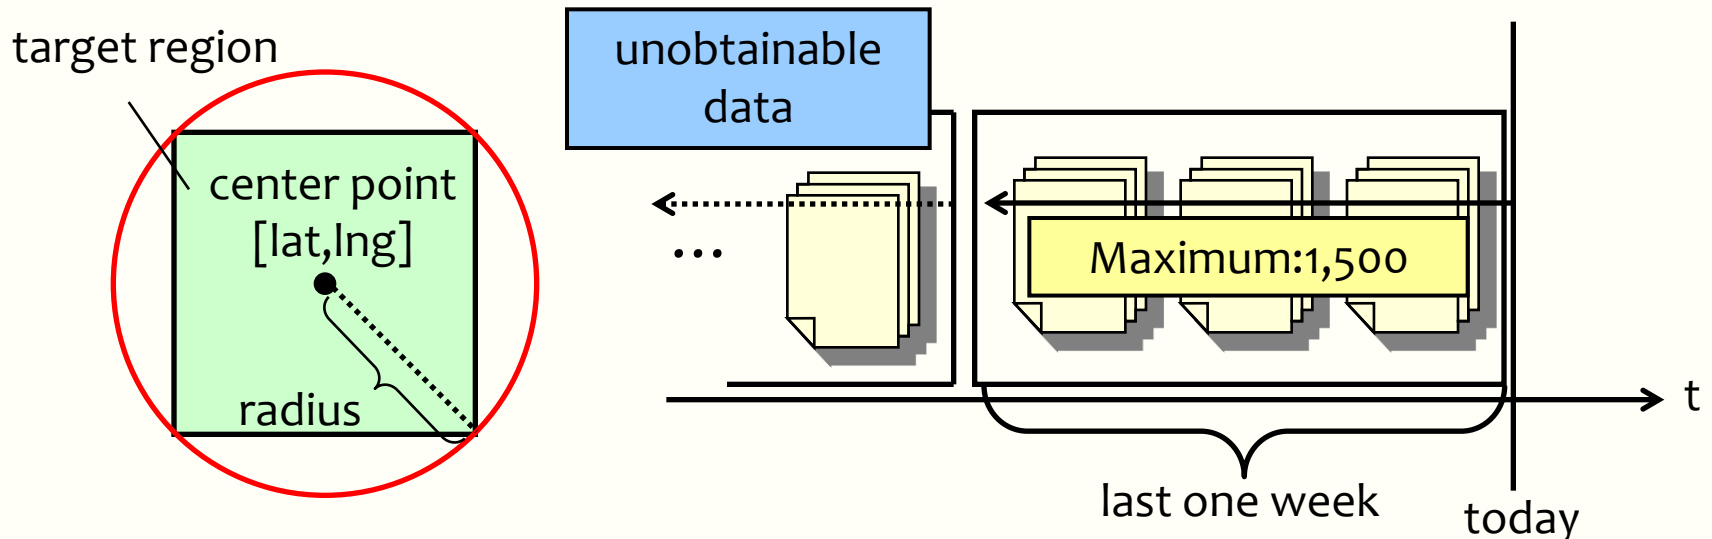 target region
center point
[lat,lng]
radius
unobtainable
data
...
Maximum:1,500
t
last one week
today